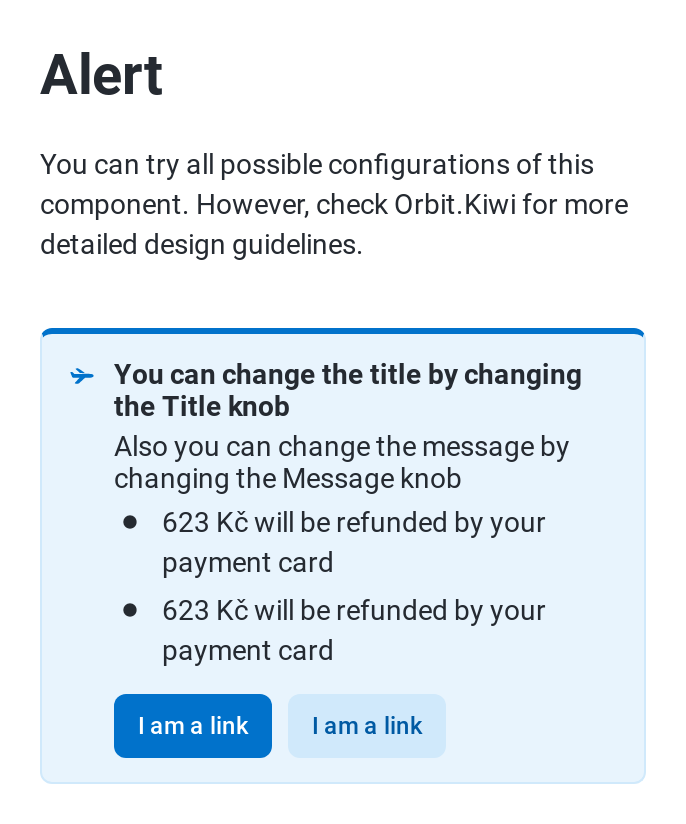 Alert
You can try all possible configurations of this
component. However, check Orbit.Kiwi for more
detailed design guidelines.
You can change the title by changing
the Title knob
Also you can change the message by
changing the Message knob
623 Kč will be refunded by your
payment card
623 Kč will be refunded by your
payment card
I am a link
I am a link